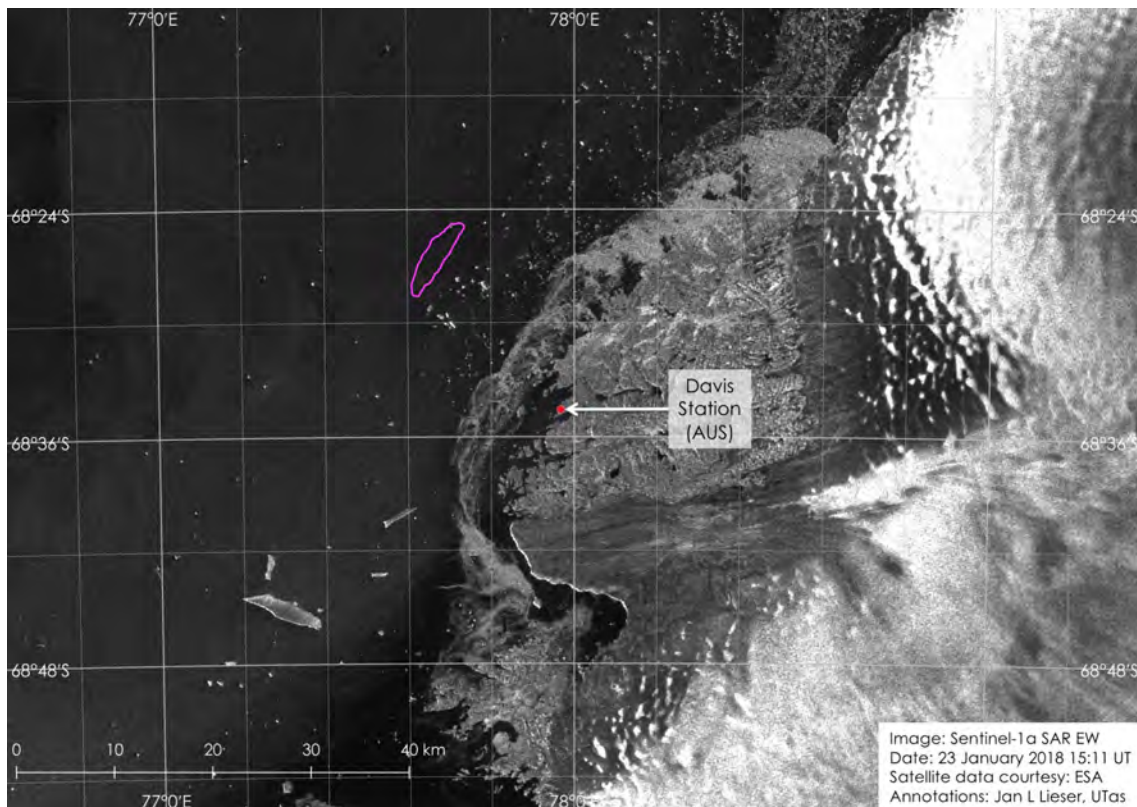 77°0'E
78°0'E
68°24'S
68°24'S
Davis
Station
(AUS)
68°36'S
68°36'S
68°48'S
68°48'S
0 10 20 30 40 km
77°0'E
78°0'E
Image: Sentinel-1a SAR EW
Date: 23 January 2018 15:11 UT
Satellite data courtesy: ESA
Annotations: Jan L Lieser, UTas